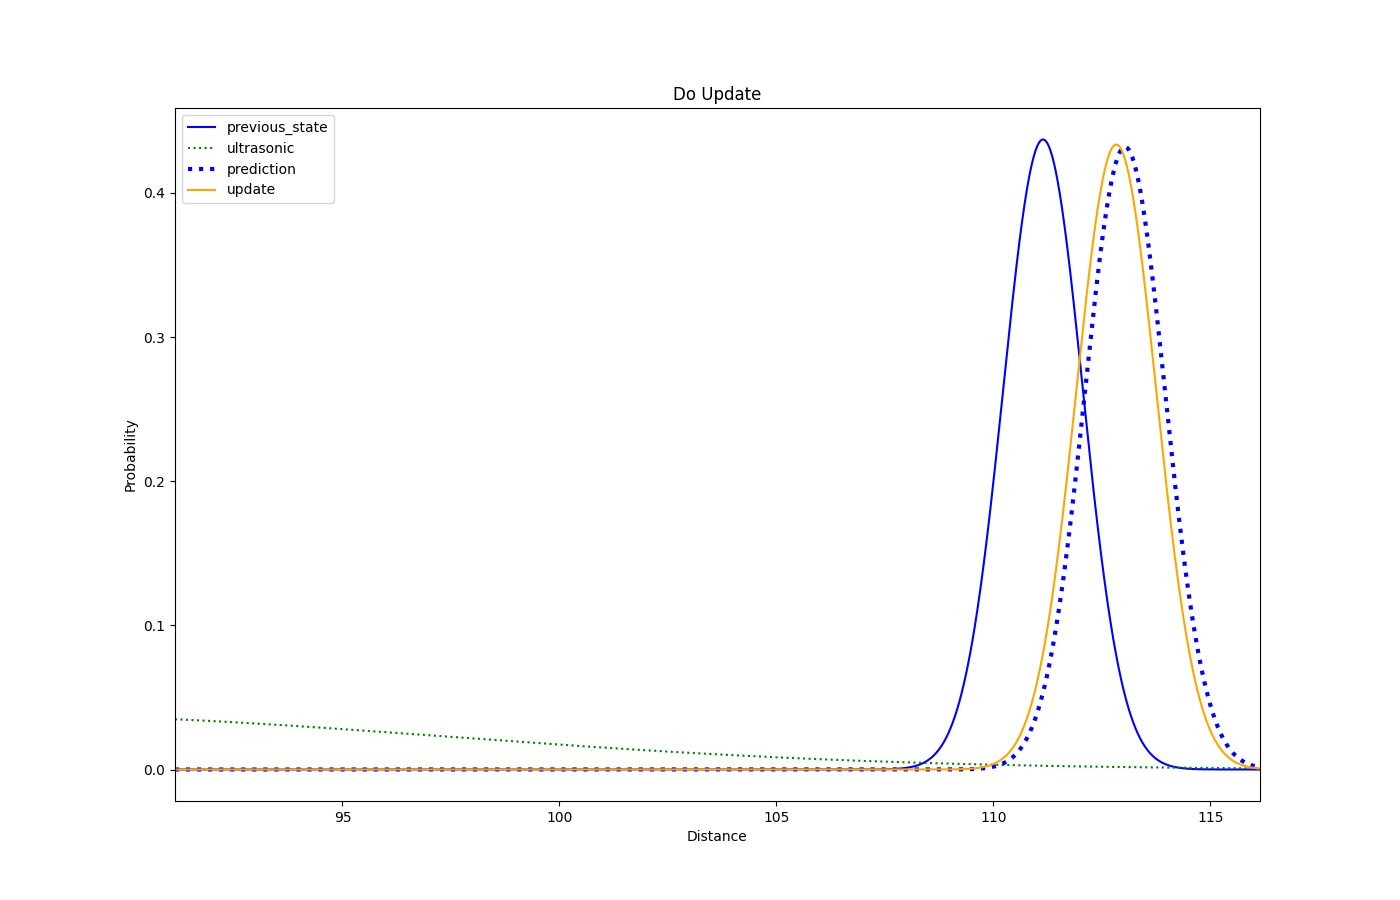 Do Update
previous_state
ultrasonic
prediction
update
0.4
0.3
0.2
0.1
0.0
Probability
95
100
105
110
115
Distance